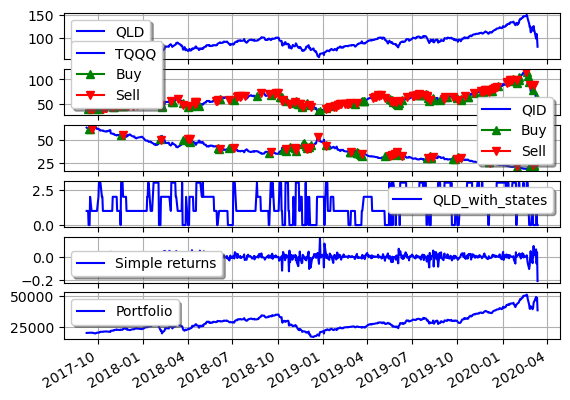 150
QLD
100
TQQQ
100
Buy
50
Sell
QID
50
Buy
25
Sell
2.5
QLD_with_states
0.0
0.0
Simple returns
−0.2
50000
Portfolio
25000
2017-10
2018-01
2018-04
2018-07
2018-10
2019-01
2019-04
2019-07
2019-10
2020-01
2020-04